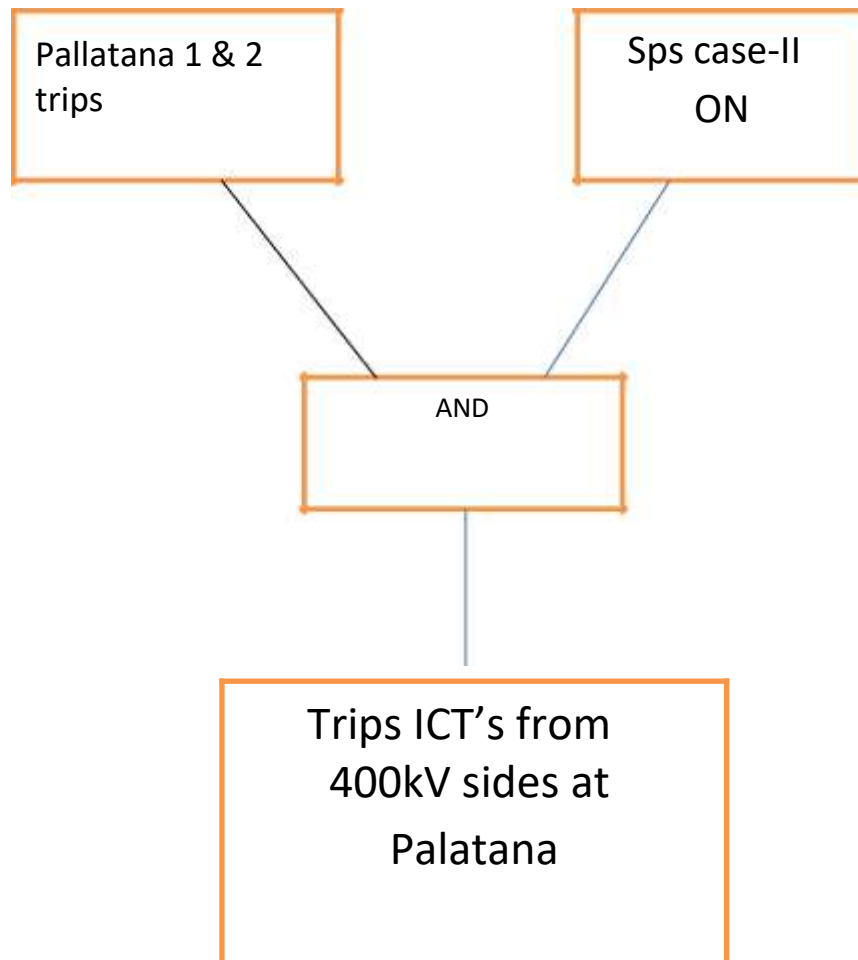 Pallatana 1 & 2
trips
Sps case-II
ON
AND
Trips ICT’s from
400kV sides at
Palatana